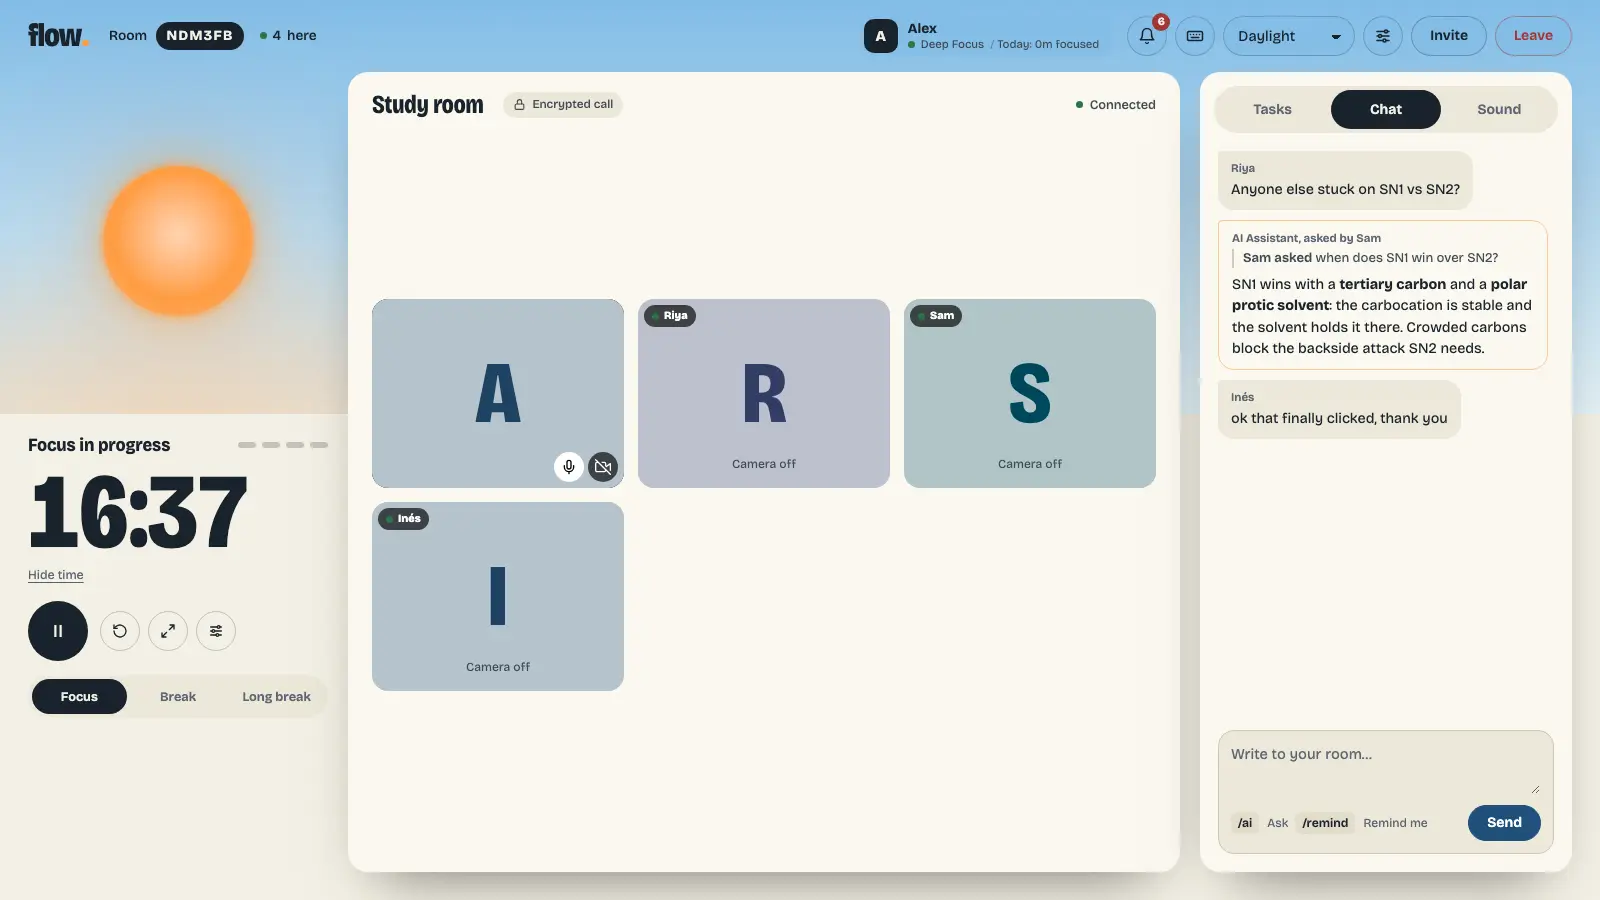 flow.
Room NDM3FB 4 here
A
Alex
Deep Focus / Today: 0m focused
6
Daylight
Invite
Leave
Focus in progress
16:37
Hide time
Focus Break Long break
Study room
Encrypted call
Connected
A
Riya
R
Camera off
Sam
S
Camera off
Inés
I
Camera off
Tasks Chat Sound
Riya
Anyone else stuck on SN1 vs SN2?
AI Assistant, asked by Sam
Sam asked when does SN1 win over SN2?
SN1 wins with a tertiary carbon and a polar
protic solvent: the carbocation is stable and
the solvent holds it there. Crowded carbons
block the backside attack SN2 needs.
Inés
ok that finally clicked, thank you
Write to your room...
/ai Ask /remind Remind me
Send